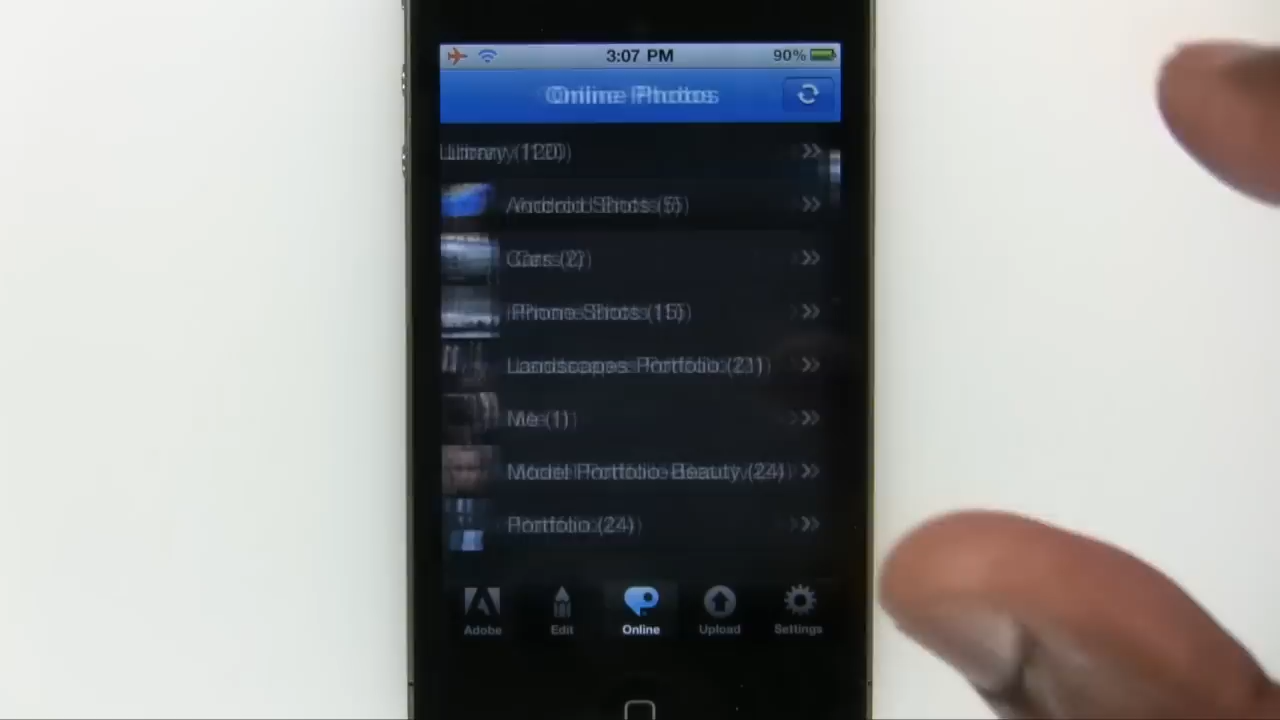 3:07 PM 90%
Online Photos
Library (120)
Android Shots (5)
Cars (2)
iPhone Shots (15)
Landscapes Portfolio (21)
Me (1)
Model Portfolio-Beauty (24)
Portfolio (24)
Adobe Edit Online Upload Settings